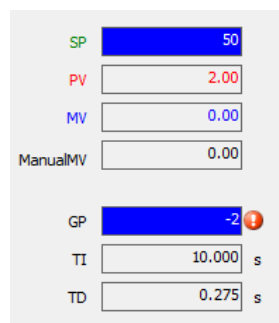 SP 50
PV 2.00
MV 0.00
ManualMV 0.00
GP -2
TI 10.000 s
TD 0.275 s